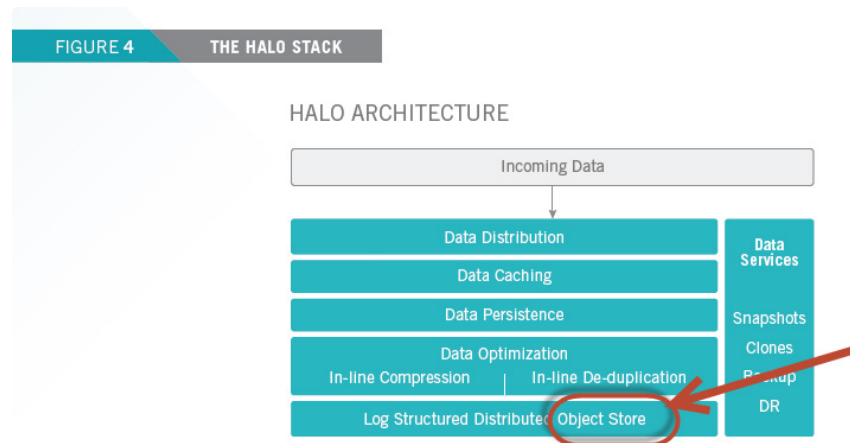 FIGURE 4 THE HALO STACK
HALO ARCHITECTURE
Incoming Data
Data Distribution
Data Caching
Data Persistence
Data Optimization
In-line Compression | In-line De-duplication
Log Structured Distributed Object Store
Data
Services
Snapshots
Clones
Backup
DR